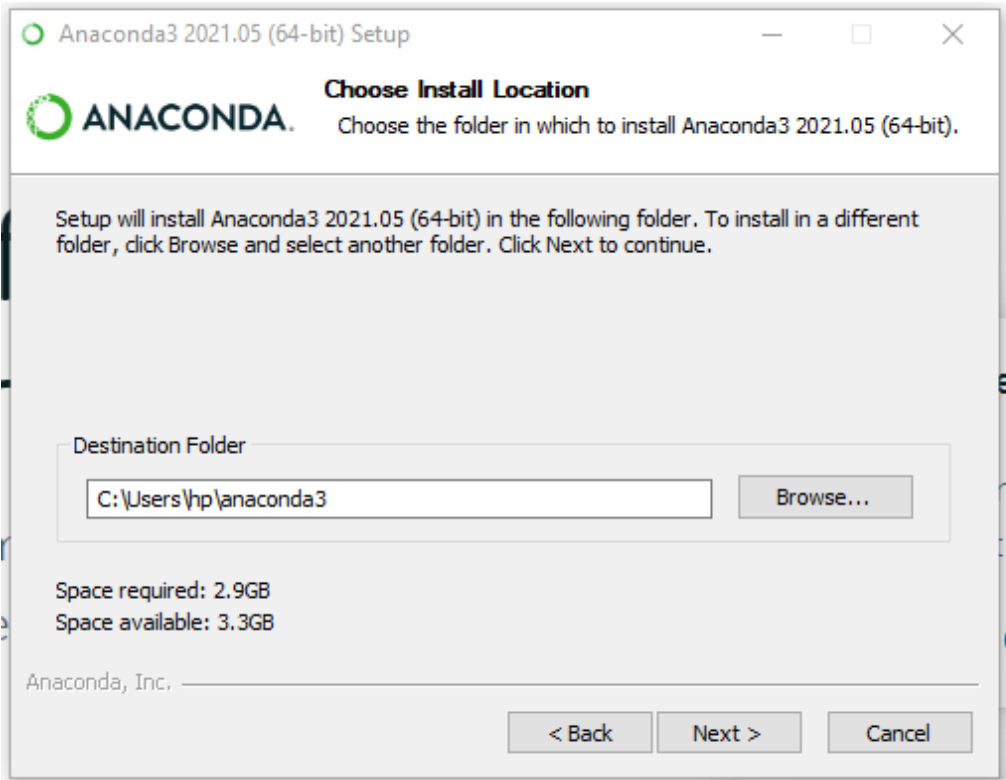 Anaconda3 2021.05 (64-bit) Setup
ANACONDA.
Choose Install Location
Choose the folder in which to install Anaconda3 2021.05 (64-bit).
Setup will install Anaconda3 2021.05 (64-bit) in the following folder. To install in a different
folder, click Browse and select another folder. Click Next to continue.
Destination Folder
C:\Users\hp\anaconda3
Browse...
Space required: 2.9GB
Space available: 3.3GB
Anaconda, Inc.
< Back
Next >
Cancel